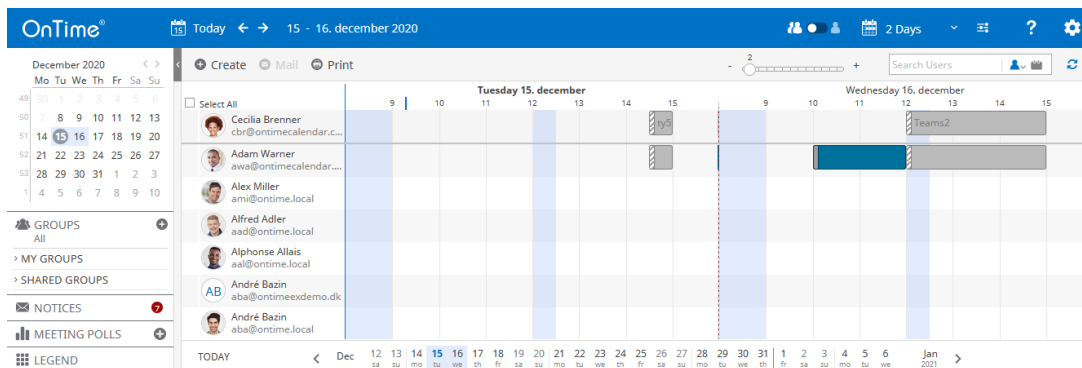 OnTime®
15 Today ← → 15 - 16. december 2020
2 Days
?
December 2020 < >
Mo Tu We Th Fr Sa Su
49 30 1 2 3 4 5 6
50 7 8 9 10 11 12 13
51 14 15 16 17 18 19 20
52 21 22 23 24 25 26 27
53 28 29 30 31 1 2 3
1 4 5 6 7 8 9 10
GROUPS
All
> MY GROUPS
> SHARED GROUPS
NOTICES 7
MEETING POLLS
LEGEND
Create Mail Print
- 2 +
Search Users
Tuesday 15. december Wednesday 16. december
Select All
9 10 11 12 13 14 15 9 10 11 12 13 14 15
Cecilia Brenner
cbr@ontimecalendar.c...
ty5
Teams2
Adam Warner
awa@ontimecalendar....
Alex Miller
ami@ontime.local
Alfred Adler
aad@ontime.local
Alphonse Allais
aal@ontime.local
AB
André Bazin
aba@ontimeexdemo.dk
André Bazin
aba@ontime.local
TODAY < Dec 12 13 14 15 16 17 18 19 20 21 22 23 24 25 26 27 28 29 30 31 1 2 3 4 5 6 Jan >
sa su mo tu we th fr sa su mo tu we th fr sa su mo tu we th fr sa su mo tu we 2021